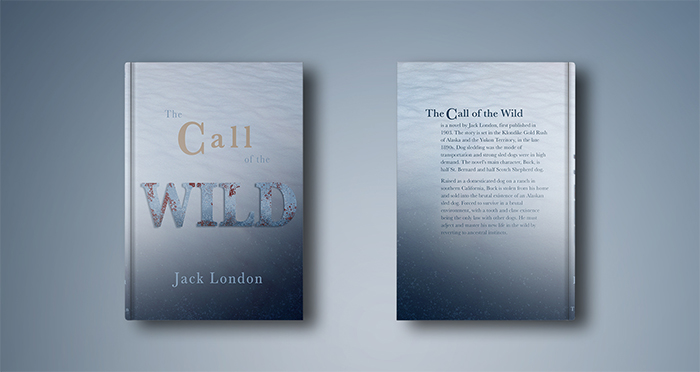 The
Call
of the
WILD
Jack London
The Call of the Wild
is a novel by Jack London, first published in
1903. The story is set in the Klondike Gold Rush
of Alaska and the Yukon Territory, in the late
1890s. Dog sledding was the mode of
transportation and strong sled dogs were in high
demand. The novel's main character, Buck, is
half St. Bernard and half Scotch Shepherd dog.
Raised as a domesticated dog on a ranch in
southern California, Buck is stolen from his home
and sold into the brutal existence of an Alaskan
sled dog. Forced to survive in a brutal
environment, with a tooth and claw existence
being the only law with other dogs. He must
adject and master his new life in the wild by
reverting to ancestral instincts.